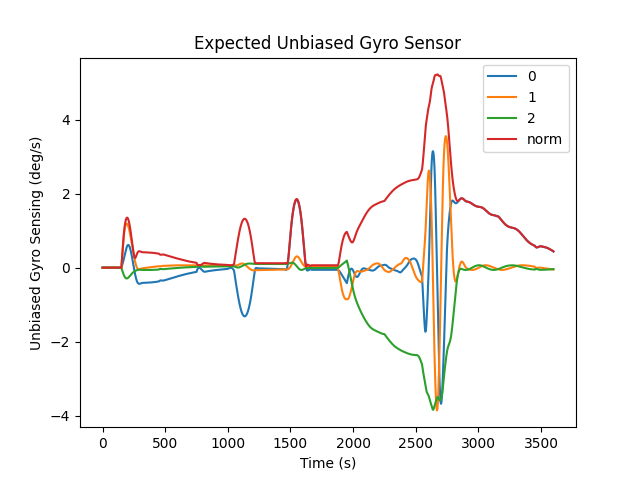 Expected Unbiased Gyro Sensor
0
1
2
norm
Unbiased Gyro Sensing (deg/s)
4
2
0
−2
−4
0 500 1000 1500 2000 2500 3000 3500
Time (s)